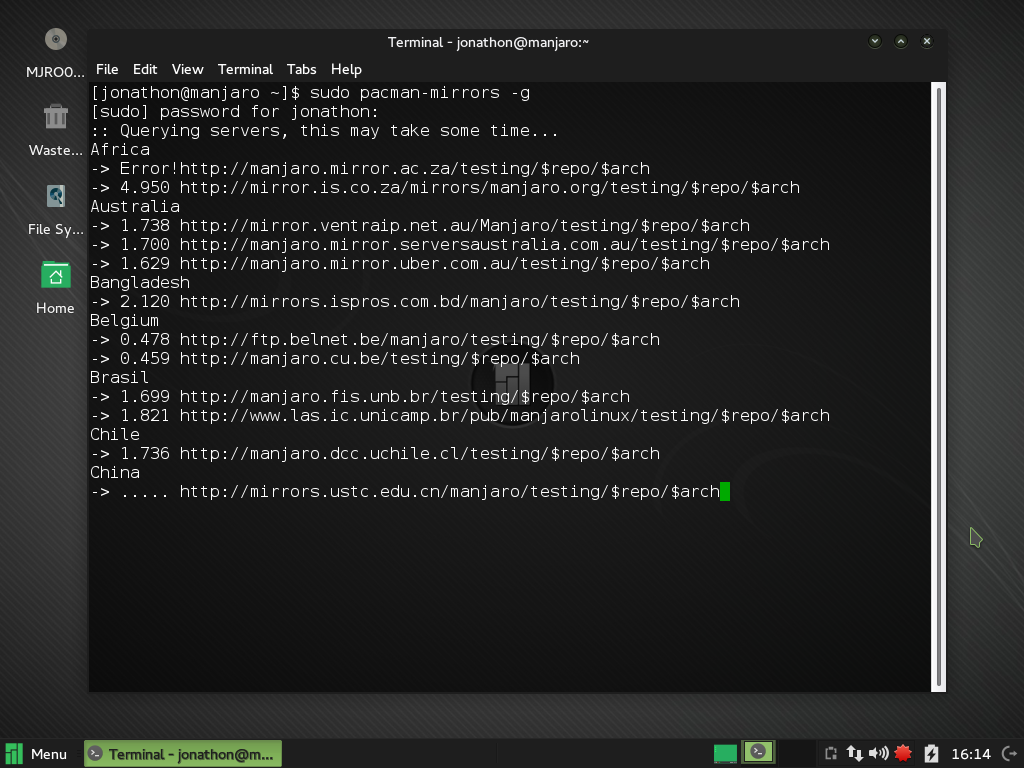 Terminal - jonathon@manjaro:~
File Edit View Terminal Tabs Help
MJRO0...
Waste...
File Sy...
Home
[jonathon@manjaro ~]$ sudo pacman-mirrors -g
[sudo] password for jonathon:
:: Querying servers, this may take some time...
Africa
-> Error!http://manjaro.mirror.ac.za/testing/$repo/$arch
-> 4.950 http://mirror.is.co.za/mirrors/manjaro.org/testing/$repo/$arch
Australia
-> 1.738 http://mirror.ventraip.net.au/Manjaro/testing/$repo/$arch
-> 1.700 http://manjaro.mirror.serversaustralia.com.au/testing/$repo/$arch
-> 1.629 http://manjaro.mirror.uber.com.au/testing/$repo/$arch
Bangladesh
-> 2.120 http://mirrors.ispros.com.bd/manjaro/testing/$repo/$arch
Belgium
-> 0.478 http://ftp.belnet.be/manjaro/testing/$repo/$arch
-> 0.459 http://manjaro.cu.be/testing/$repo/$arch
Brasil
-> 1.699 http://manjaro.fis.unb.br/testing/$repo/$arch
-> 1.821 http://www.las.ic.unicamp.br/pub/manjarolinux/testing/$repo/$arch
Chile
-> 1.736 http://manjaro.dcc.uchile.cl/testing/$repo/$arch
China
-> ..... http://mirrors.ustc.edu.cn/manjaro/testing/$repo/$arch
Menu
Terminal - jonathon@m...
16:14